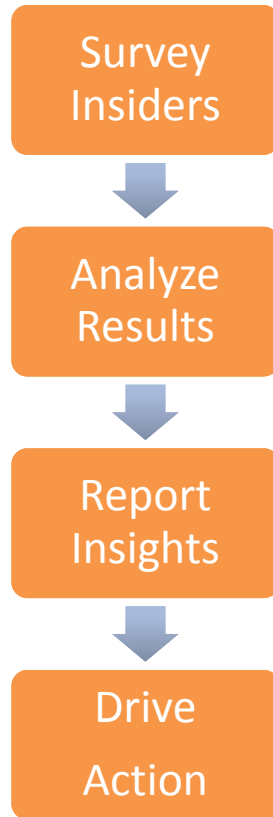 Survey
Insiders
Analyze
Results
Report
Insights
Drive
Action